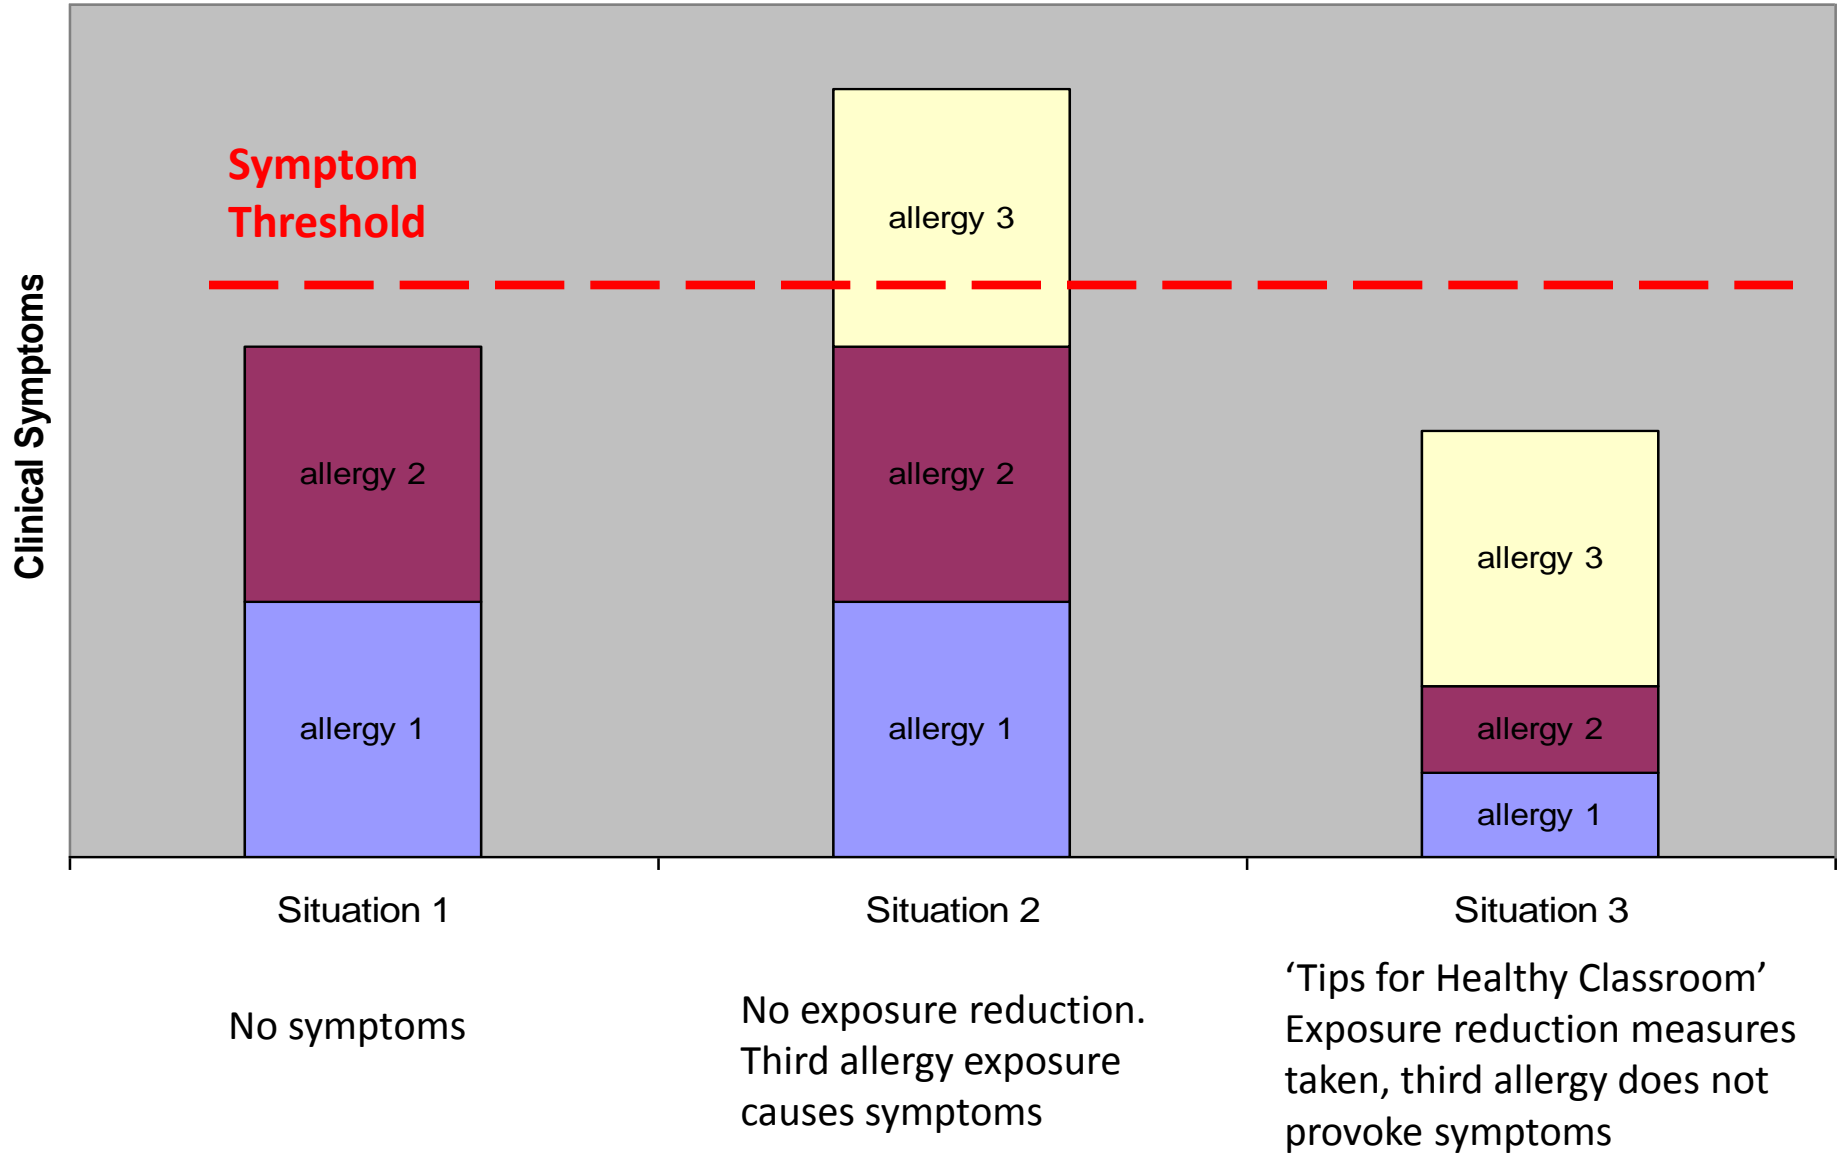 Symptom
Threshold
Clinical Symptoms
allergy 2
allergy 1
allergy 3
allergy 2
allergy 1
allergy 3
allergy 2
allergy 1
Situation 1
Situation 2
Situation 3
No symptoms
No exposure reduction.
Third allergy exposure
causes symptoms
‘Tips for Healthy Classroom’
Exposure reduction measures
taken, third allergy does not
provoke symptoms